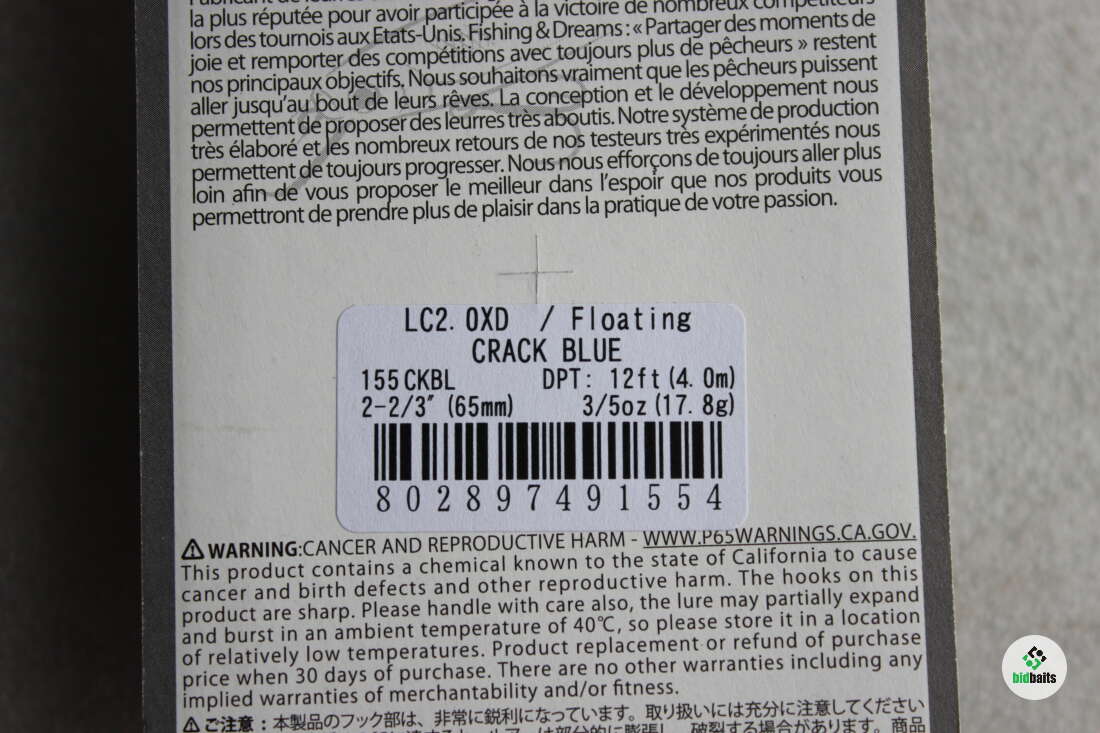 la plus réputée pour avoir participée à la victoire de nombreux compétiteurs
lors des tournois aux Etats-Unis. Fishing & Dreams : « Partager des moments de
joie et remporter des compétitions avec toujours plus de pêcheurs » restent
nos principaux objectifs. Nous souhaitons vraiment que les pêcheurs puissent
aller jusqu'au bout de leurs rêves. La conception et le développement nous
permettent de proposer des leurres très aboutis. Notre système de production
très élaboré et les nombreux retours de nos testeurs très expérimentés nous
permettent de toujours progresser. Nous nous efforçons de toujours aller plus
loin afin de vous proposer le meilleur dans l'espoir que nos produits vous
permettront de prendre plus de plaisir dans la pratique de votre passion.
LC2.0XD / Floating
CRACK BLUE
155CKBL DPT: 12ft(4.0m)
2-2/3" (65mm) 3/5oz(17.8g)
802897491554
⚠WARNING:CANCER AND REPRODUCTIVE HARM - WWW.P65WARNINGS.CA.GOV.
This product contains a chemical known to the state of California to cause
cancer and birth defects and other reproductive harm. The hooks on this
product are sharp. Please handle with care also, the lure may partially expand
and burst in an ambient temperature of 40℃, so please store it in a location
of relatively low temperatures. Product replacement or refund of purchase
price when 30 days of purchase. There are no other warranties including any
implied warranties of merchantability and/or fitness.
⚠ご注意：本製品のフック部は、非常に鋭利になっています。取り扱いには充分に注意してください
bidbaits